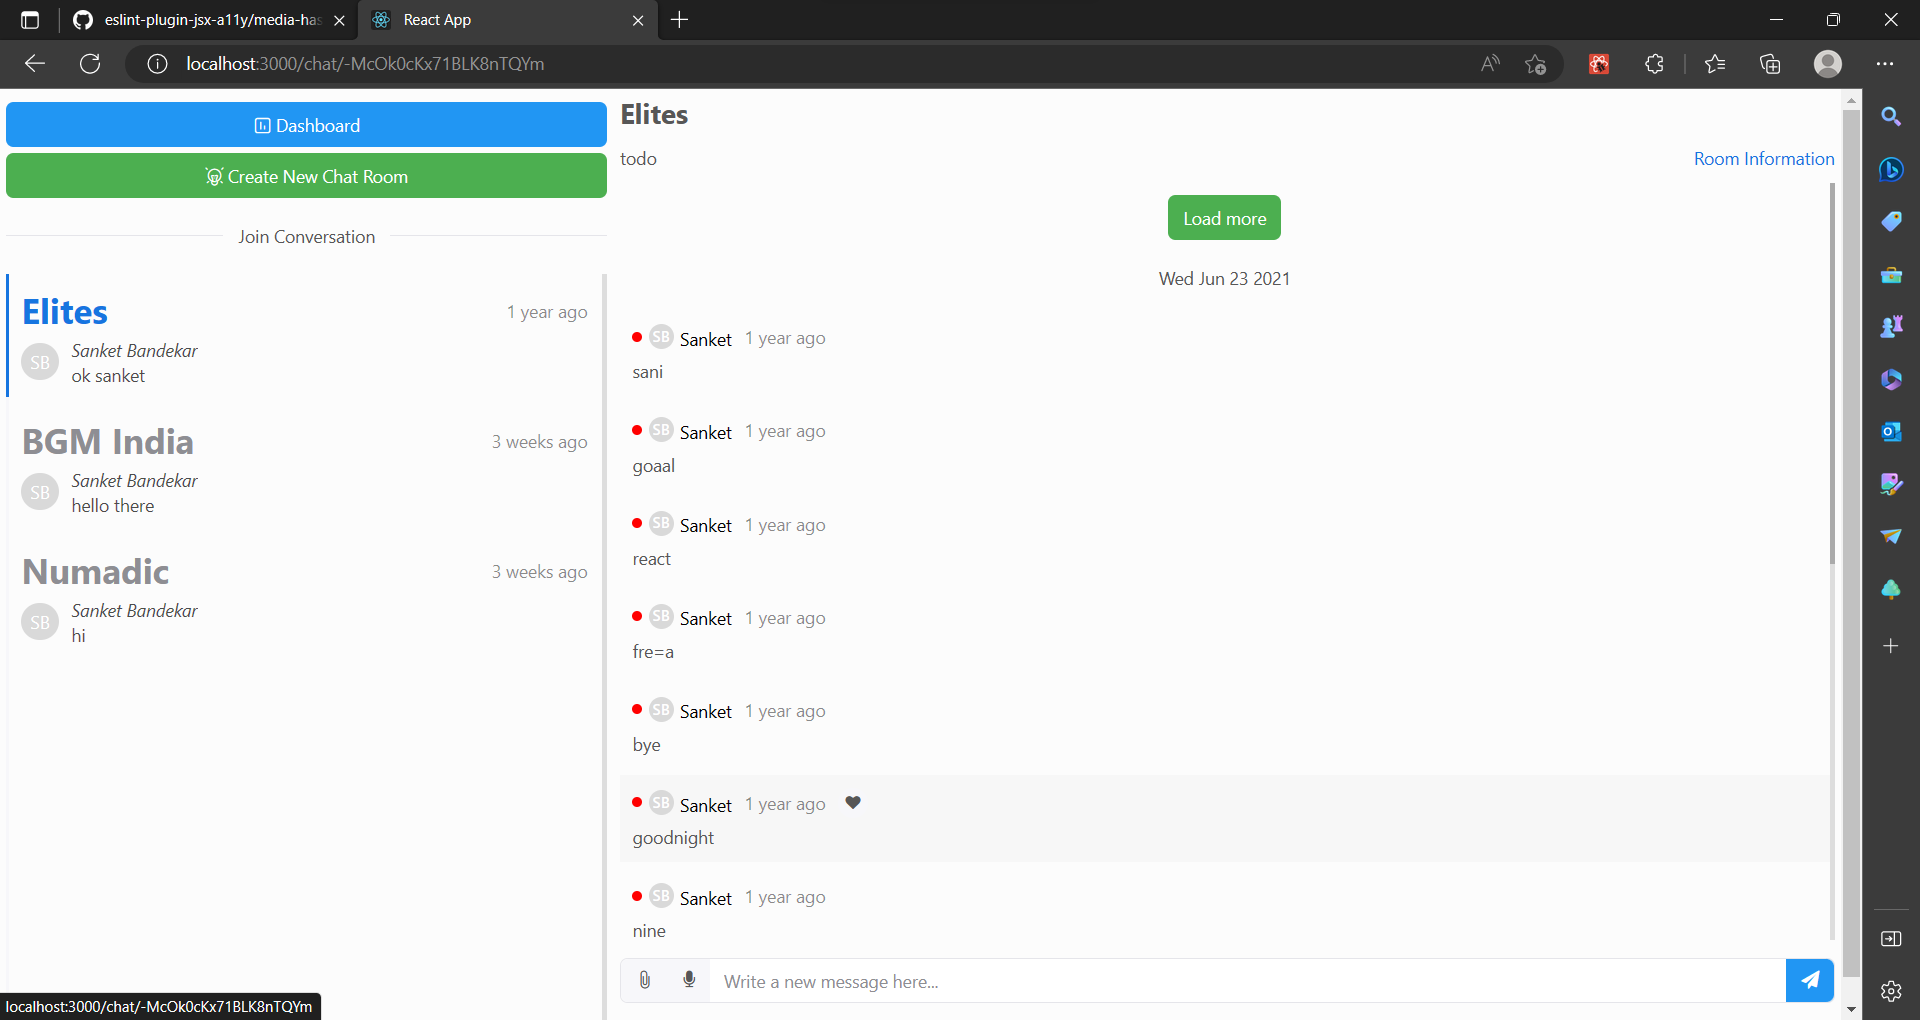 eslint-plugin-jsx-a11y/media-has
React App
localhost:3000/chat/-McOk0cKx71BLK8nTQYm
Dashboard
Create New Chat Room
Join Conversation
Elites
1 year ago
SB
Sanket Bandekar
ok sanket
BGM India
3 weeks ago
SB
Sanket Bandekar
hello there
Numadic
3 weeks ago
SB
Sanket Bandekar
hi
Elites
todo
Room Information
Load more
Wed Jun 23 2021
SB Sanket 1 year ago
sani
SB Sanket 1 year ago
goaal
SB Sanket 1 year ago
react
SB Sanket 1 year ago
fre=a
SB Sanket 1 year ago
bye
SB Sanket 1 year ago
goodnight
SB Sanket 1 year ago
nine
Write a new message here...
localhost:3000/chat/-McOk0cKx71BLK8nTQYm